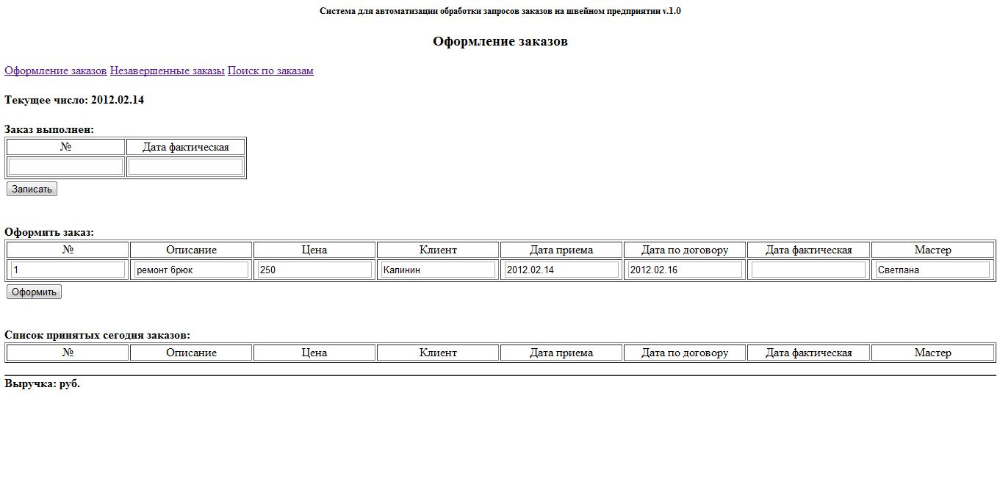 Система для автоматизации обработки запросов заказов на швейном предприятии v.1.0
Оформление заказов
Оформление заказов Незавершенные заказы Поиск по заказам
Текущее число: 2012.02.14
Заказ выполнен:
№ Дата фактическая
Записать
Оформить заказ:
№ Описание Цена Клиент Дата приема Дата по договору Дата фактическая Мастер
1 ремонт брюк 250 Калинин 2012.02.14 2012.02.16 Светлана
Оформить
Список принятых сегодня заказов:
№ Описание Цена Клиент Дата приема Дата по договору Дата фактическая Мастер
Выручка: руб.